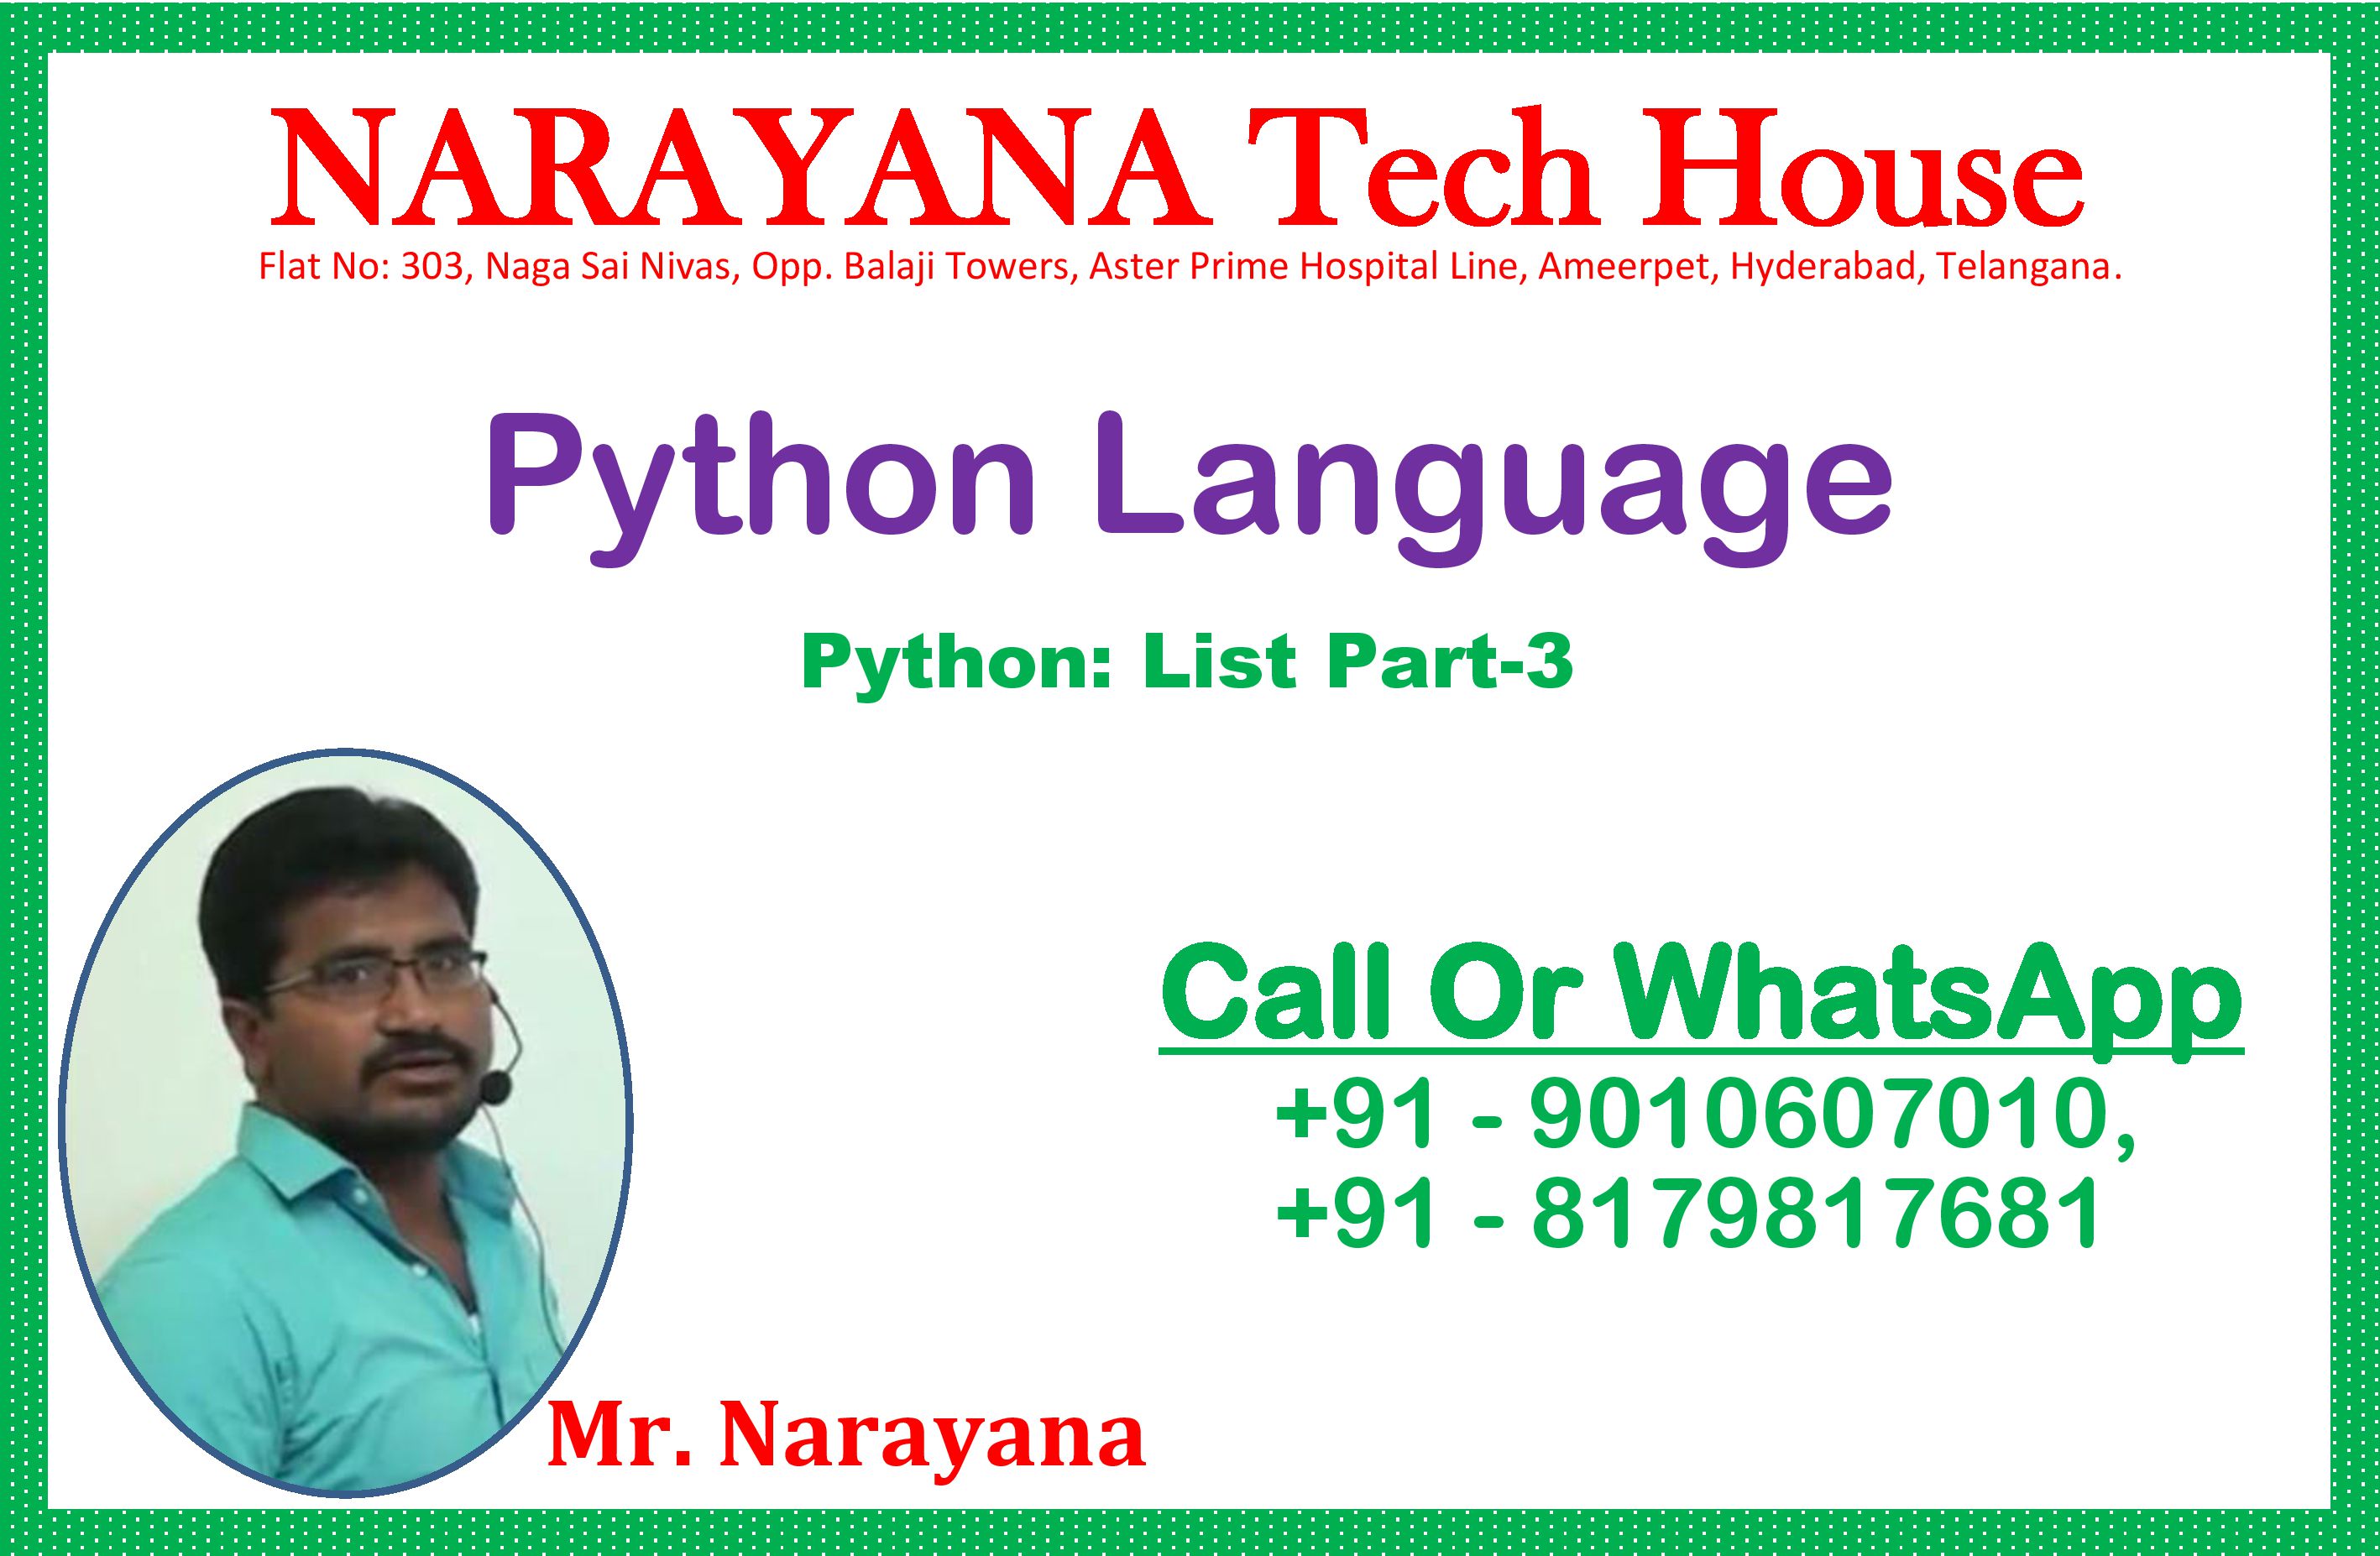 NARAYANA Tech House
Flat No: 303, Naga Sai Nivas, Opp. Balaji Towers, Aster Prime Hospital Line, Ameerpet, Hyderabad, Telangana.
Python Language
Python: List Part-3
Call Or WhatsApp
+91 - 9010607010,
+91 - 8179817681
Mr. Narayana